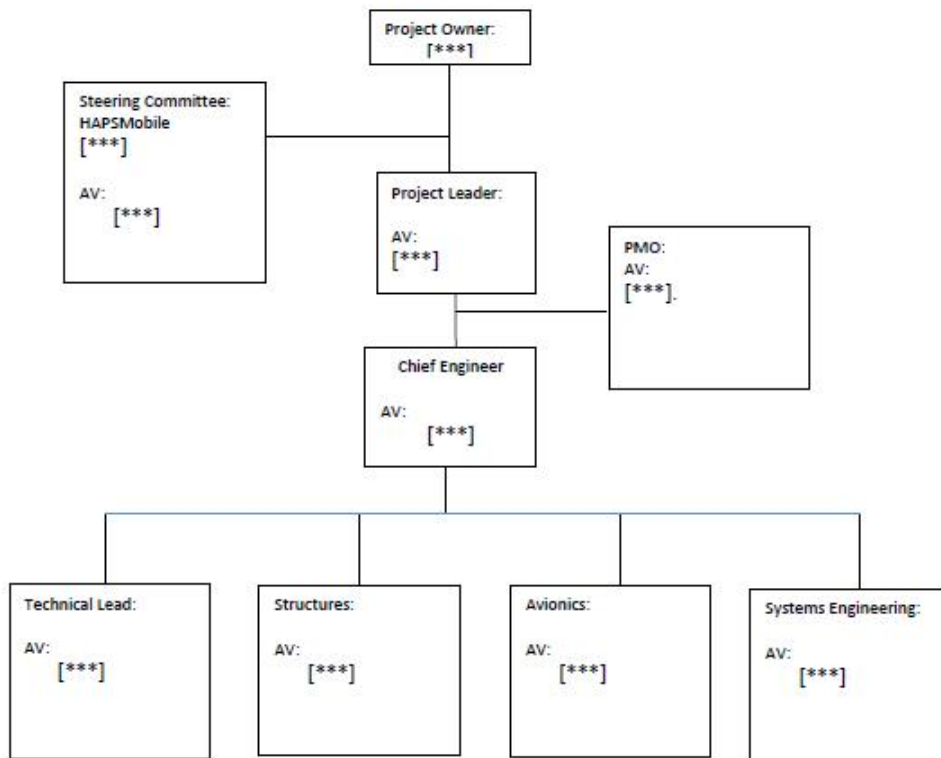 Project Owner:
[***]
Steering Committee:
HAPSMobile
[***]
AV:
[***]
Project Leader:
AV:
[***]
PMO:
AV:
[***].
Chief Engineer
AV:
[***]
Technical Lead:
AV:
[***]
Structures:
AV:
[***]
Avionics:
AV:
[***]
Systems Engineering:
AV:
[***]